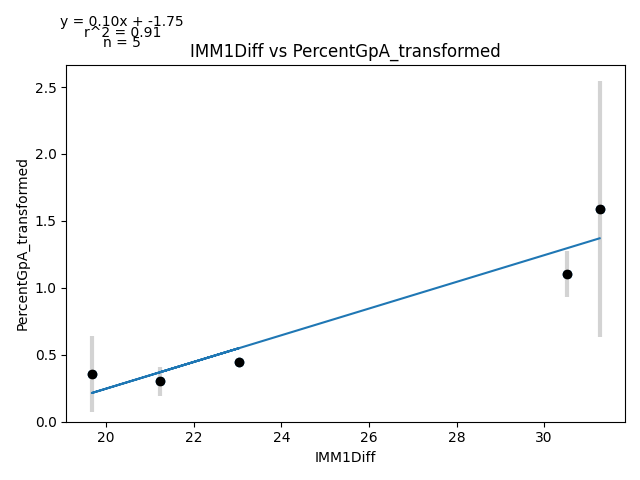 y = 0.10x + -1.75
r^2 = 0.91
n = 5
IMM1Diff vs PercentGpA_transformed
2.5
2.0
1.5
1.0
0.5
0.0
PercentGpA_transformed
20 22 24 26 28 30
IMM1Diff